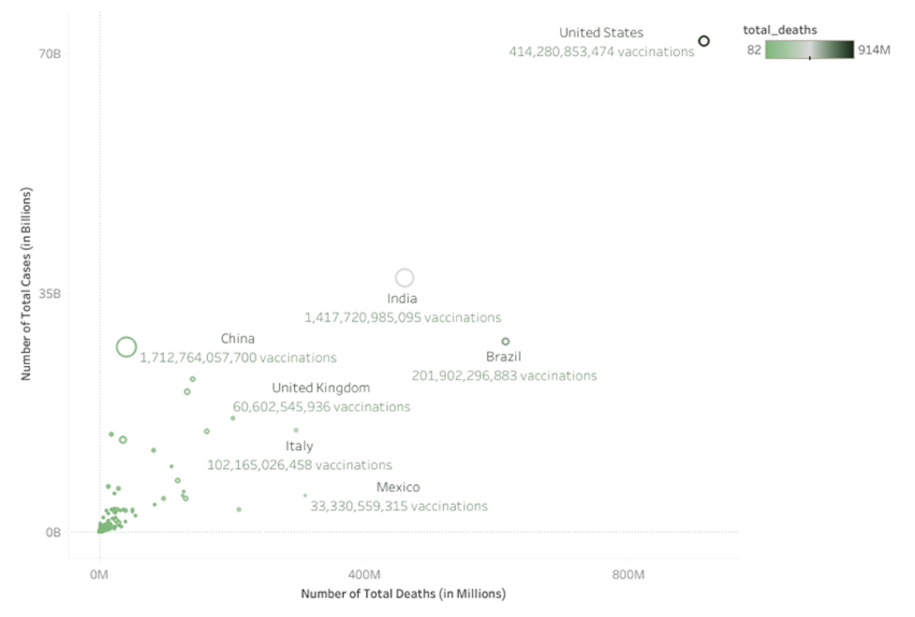 United States
414,280,853,474 vaccinations
total_deaths
82
914M
70B
Number of Total Cases (in Billions)
35B
India
1,417,720,985,095 vaccinations
China
1,712,764,057,700 vaccinations
Brazil
201,902,296,883 vaccinations
United Kingdom
60,602,545,936 vaccinations
Italy
102,165,026,458 vaccinations
Mexico
33,330,559,315 vaccinations
0B
0M
400M
800M
Number of Total Deaths (in Millions)